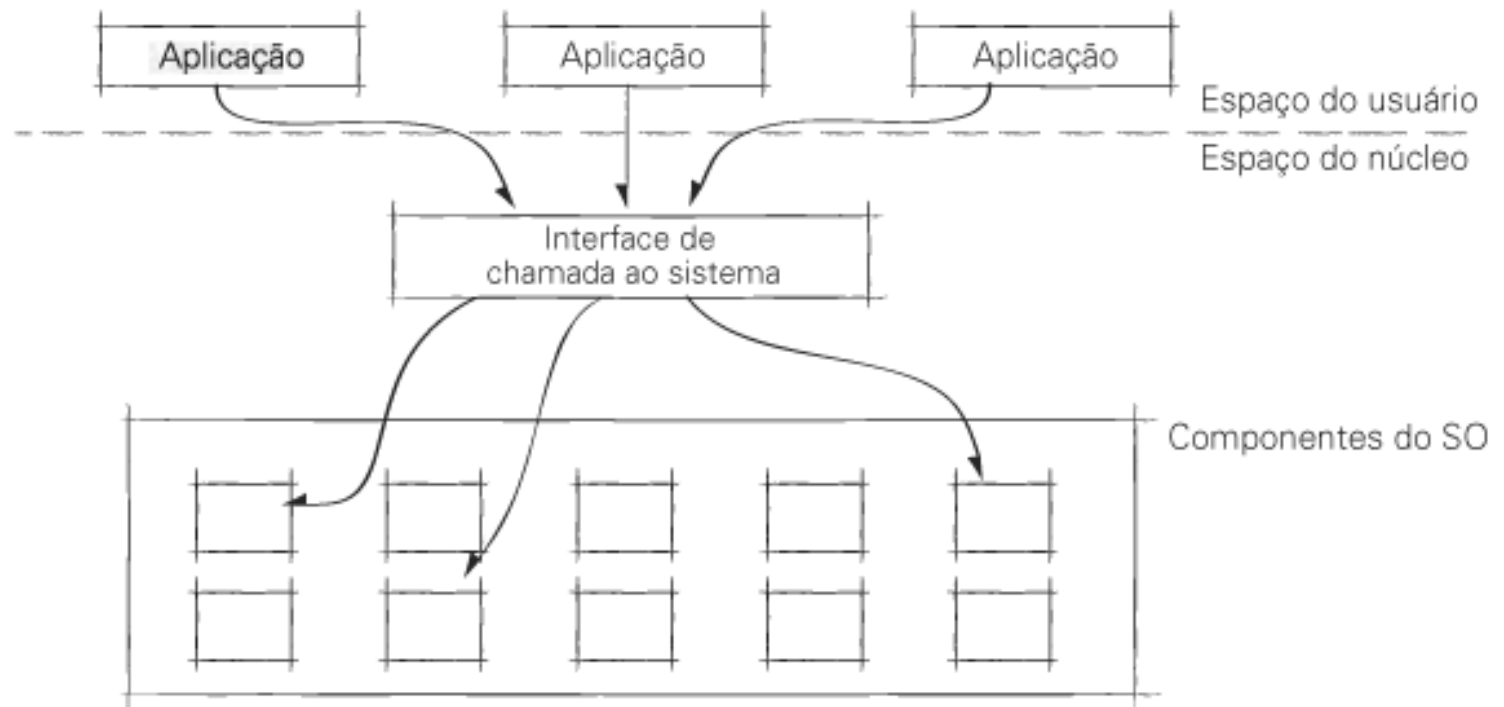 Aplicação
Aplicação
Aplicação
Espaço do usuário
Espaço do núcleo
Interface de
chamada ao sistema
Componentes do SO